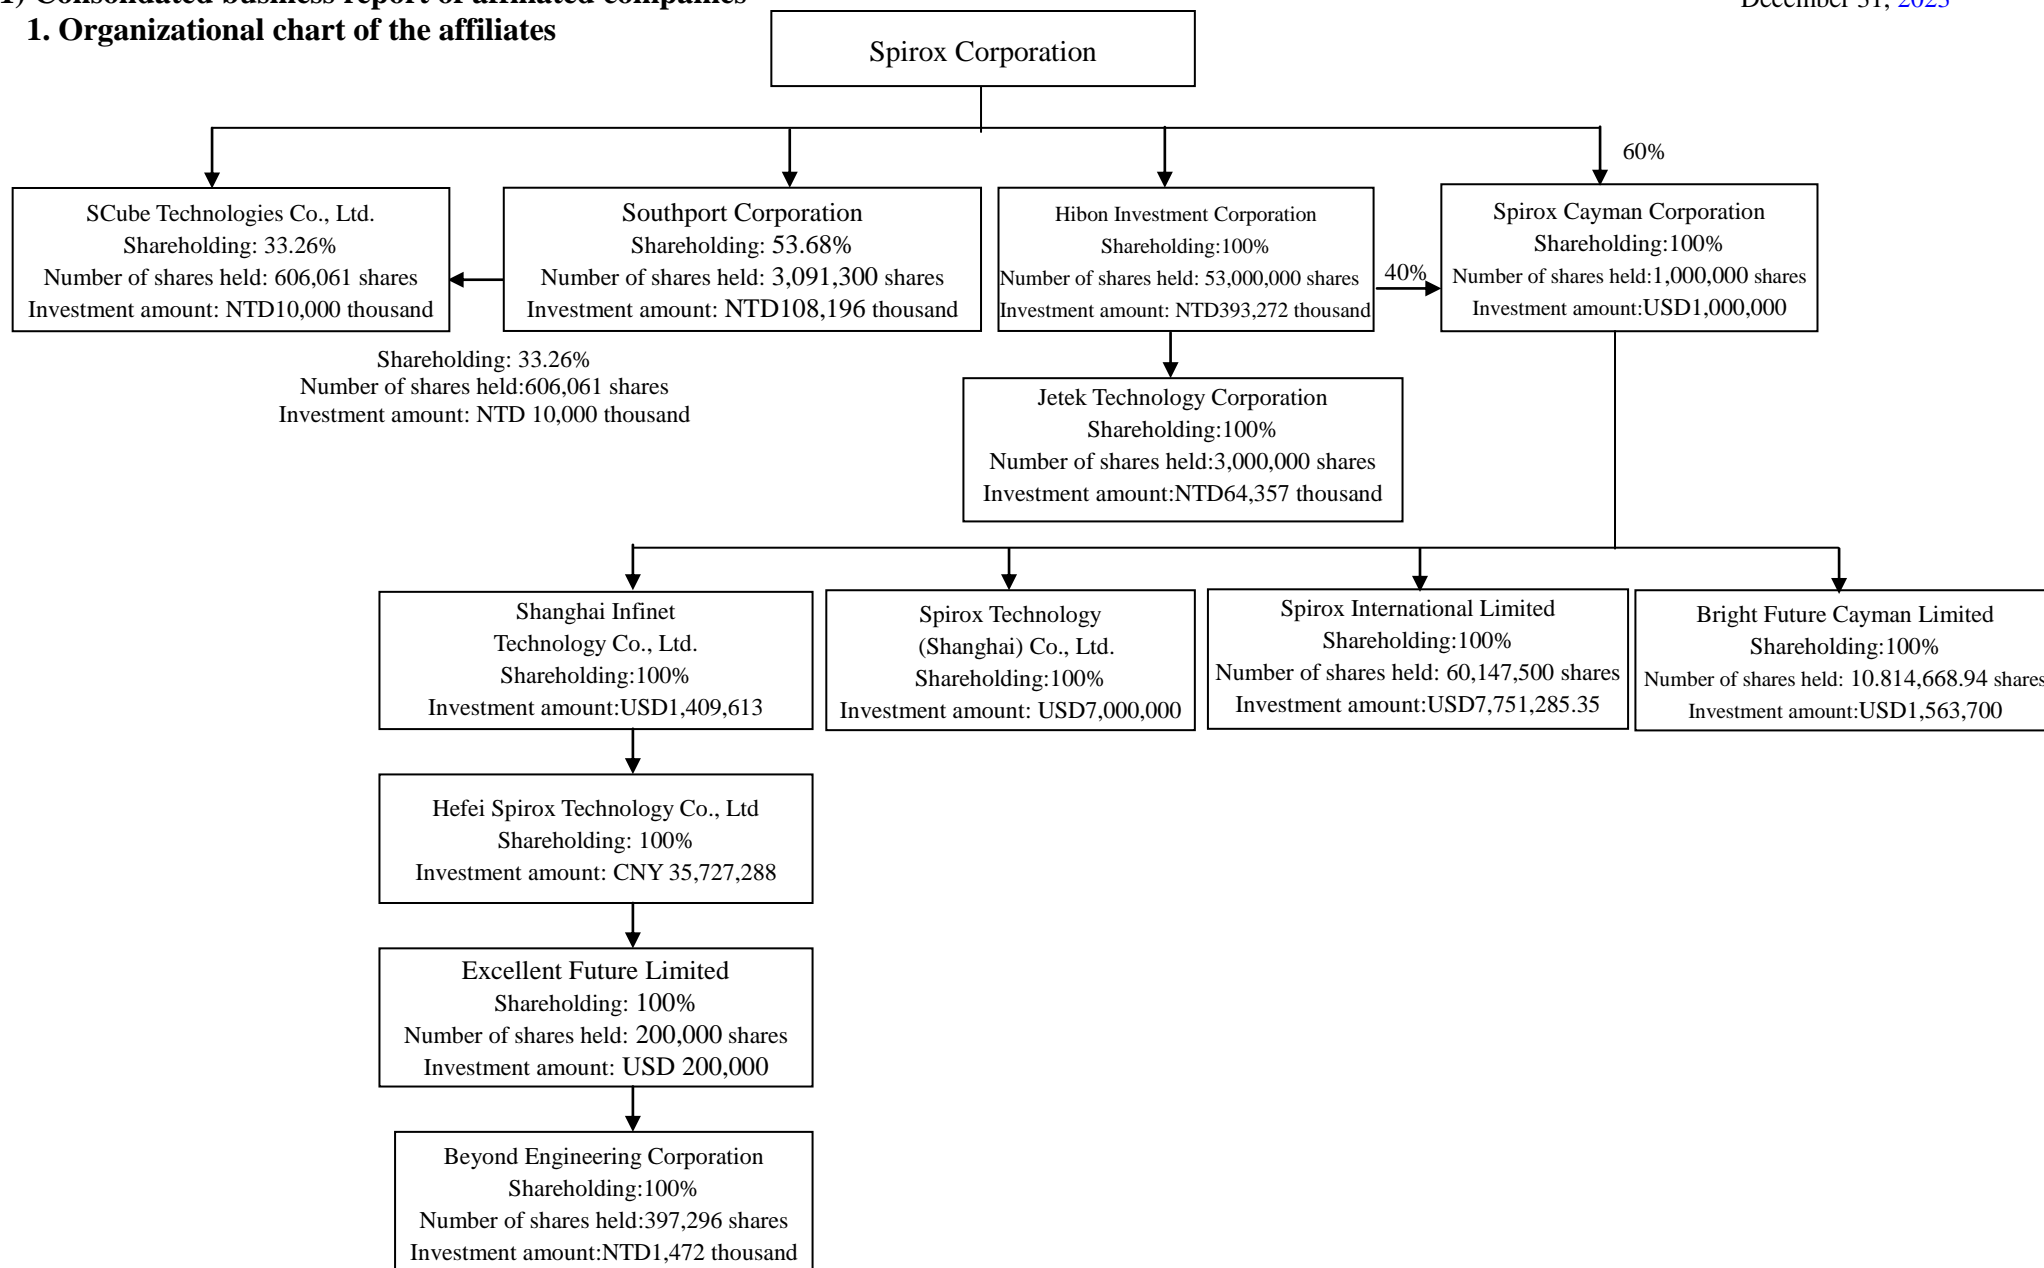 1) Consolidated business report of affiliated companies
December 31, 2023
1. Organizational chart of the affiliates
Spirox Corporation
60%
SCube Technologies Co., Ltd.
Shareholding: 33.26%
Number of shares held: 606,061 shares
Investment amount: NTD10,000 thousand
Southport Corporation
Shareholding: 53.68%
Number of shares held: 3,091,300 shares
Investment amount: NTD108,196 thousand
Hibon Investment Corporation
Shareholding:100%
Number of shares held: 53,000,000 shares
Investment amount: NTD393,272 thousand
40%
Spirox Cayman Corporation
Shareholding:100%
Number of shares held:1,000,000 shares
Investment amount:USD1,000,000
Shareholding: 33.26%
Number of shares held:606,061 shares
Investment amount: NTD 10,000 thousand
Jetek Technology Corporation
Shareholding:100%
Number of shares held:3,000,000 shares
Investment amount:NTD64,357 thousand
Shanghai Infinet
Technology Co., Ltd.
Shareholding:100%
Investment amount:USD1,409,613
Spirox Technology
(Shanghai) Co., Ltd.
Shareholding:100%
Investment amount: USD7,000,000
Spirox International Limited
Shareholding:100%
Number of shares held: 60,147,500 shares
Investment amount:USD7,751,285.35
Bright Future Cayman Limited
Shareholding:100%
Number of shares held: 10.814,668.94 shares
Investment amount:USD1,563,700
Hefei Spirox Technology Co., Ltd
Shareholding: 100%
Investment amount: CNY 35,727,288
Excellent Future Limited
Shareholding: 100%
Number of shares held: 200,000 shares
Investment amount: USD 200,000
Beyond Engineering Corporation
Shareholding:100%
Number of shares held:397,296 shares
Investment amount:NTD1,472 thousand